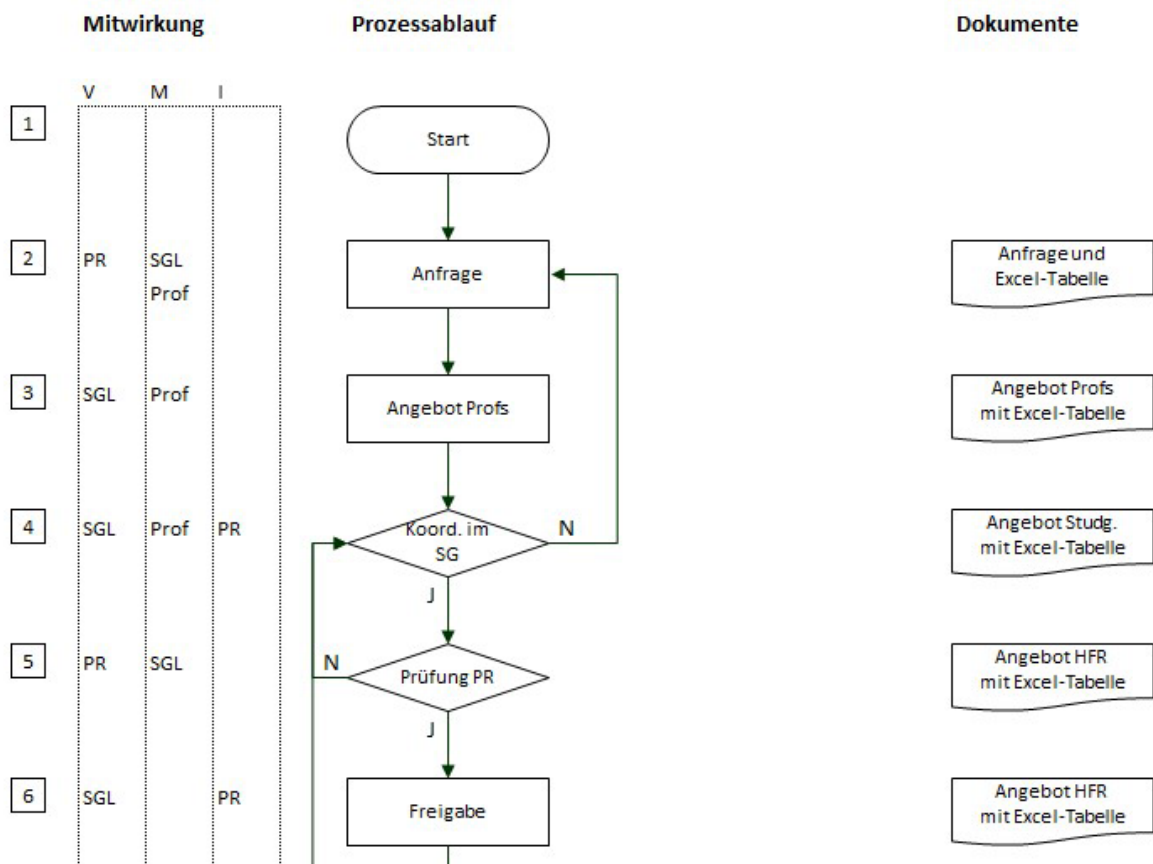 Mitwirkung Prozessablauf Dokumente
V M I
1
Start
2 PR SGL Anfrage Anfrage und
Prof Excel-Tabelle
3 SGL Prof Angebot Profs Angebot Profs
mit Excel-Tabelle
4 SGL Prof PR Koord. im N Angebot Studg.
SG mit Excel-Tabelle
J
5 PR SGL N Prüfung PR Angebot HFR
mit Excel-Tabelle
J
6 SGL PR Freigabe Angebot HFR
mit Excel-Tabelle